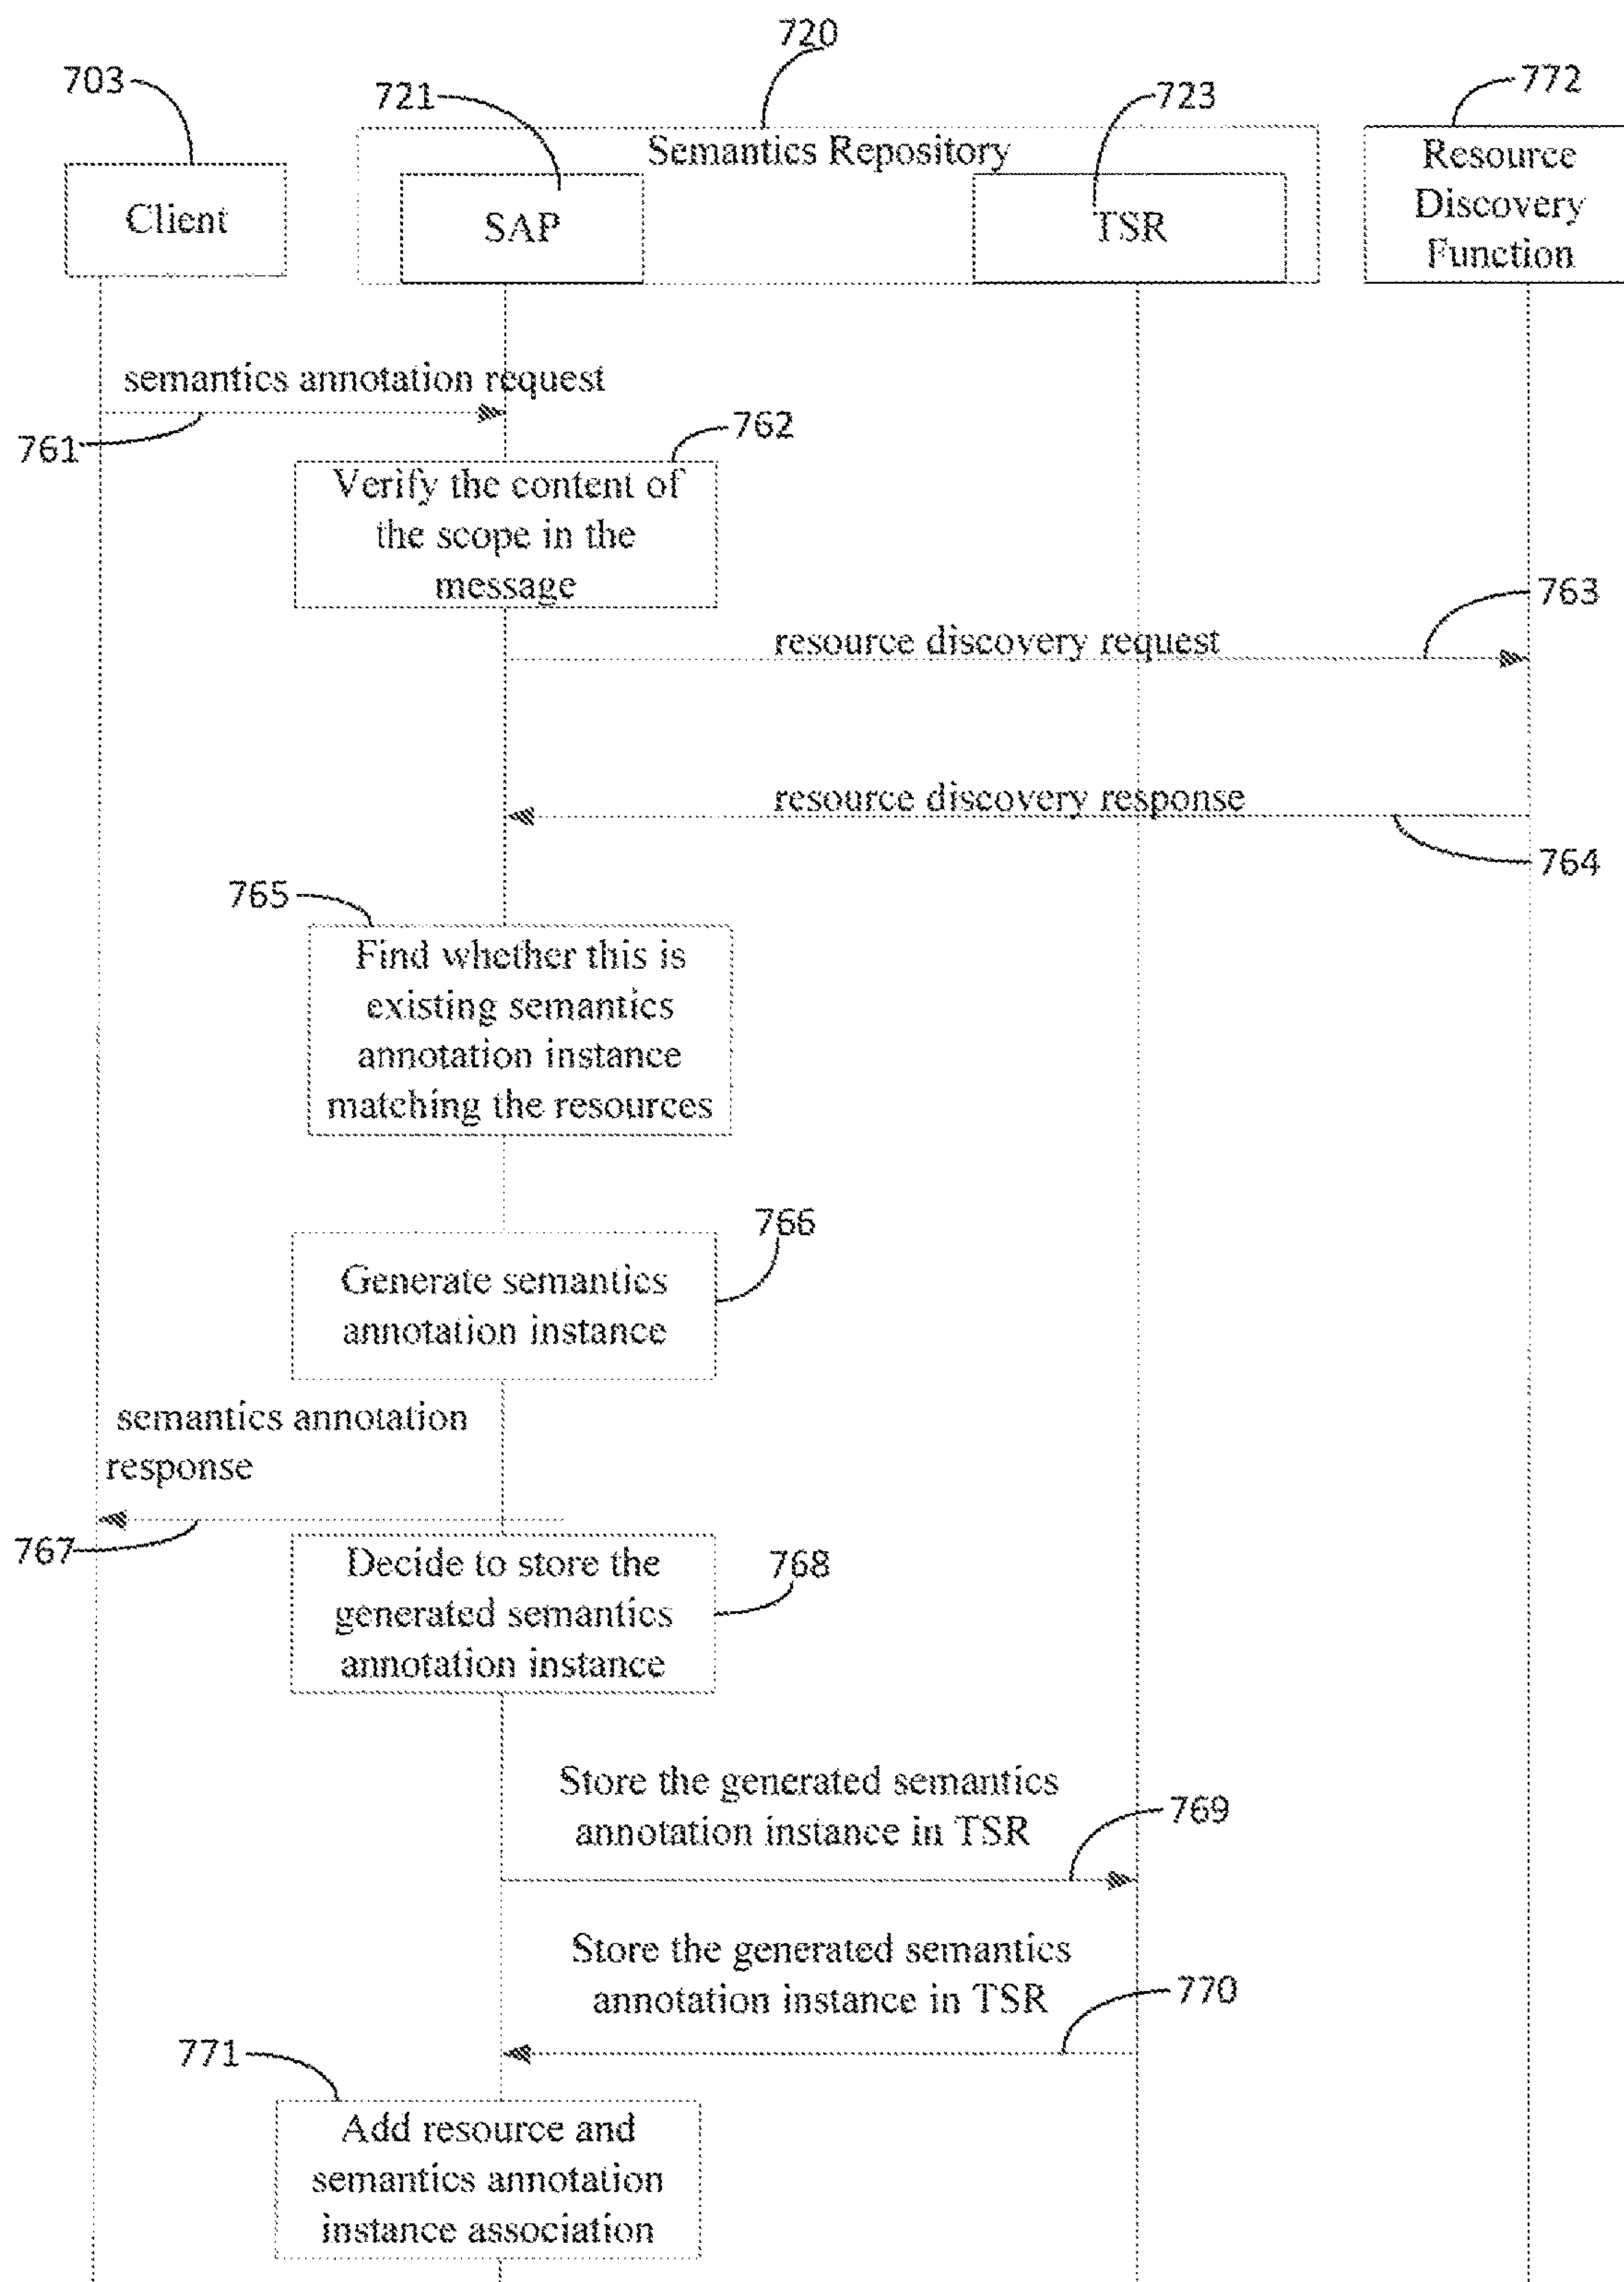 720
703
721
723
772
Semantics Repository
Client
SAP
TSR
Resource
Discovery
Function
semantics annotation request
761
762
Verify the content of
the scope in the
message
763
resource discovery request
resource discovery response
764
765
Find whether this is
existing semantics
annotation instance
matching the resources
766
Generate semantics
annotation instance
semantics annotation
response
767
768
Decide to store the
generated semantics
annotation instance
Store the generated semantics
annotation instance in TSR
769
Store the generated semantics
annotation instance in TSR
770
771
Add resource and
semantics annotation
instance association